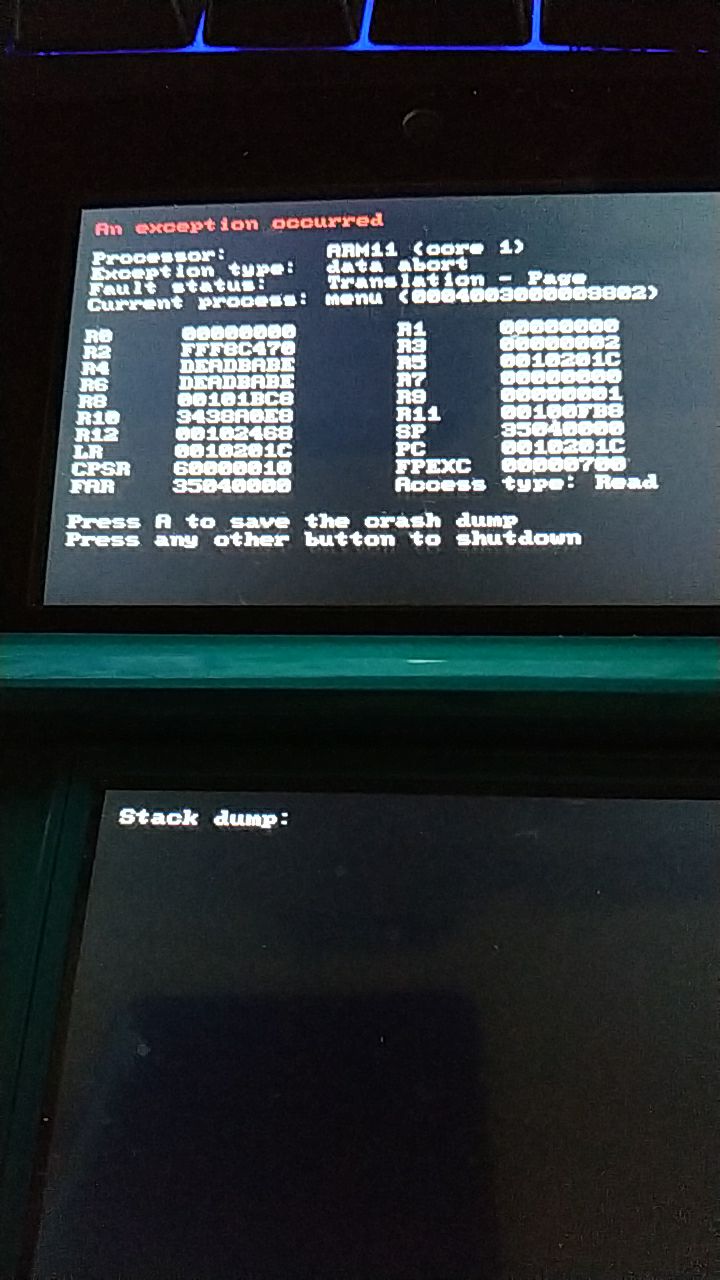 An exception occurred
Processor: ARM11 (core 1)
Exception type: data abort
Fault status: Translation - Page
Current process: menu (0004003000009802)
R0 00000000 R1 00000000
R2 FFF8C470 R3 00000002
R4 DEADBABE R5 0010201C
R6 DEADBABE R7 00000000
R8 00101BC8 R9 00000001
R10 3438A0E8 R11 00100FB8
R12 00102468 SP 35040000
LR 0010201C PC 0010201C
CPSR 60000010 FPEXC 00000700
FAR 35040000 Access type: Read
Press A to save the crash dump
Press any other button to shutdown
Stack dump: